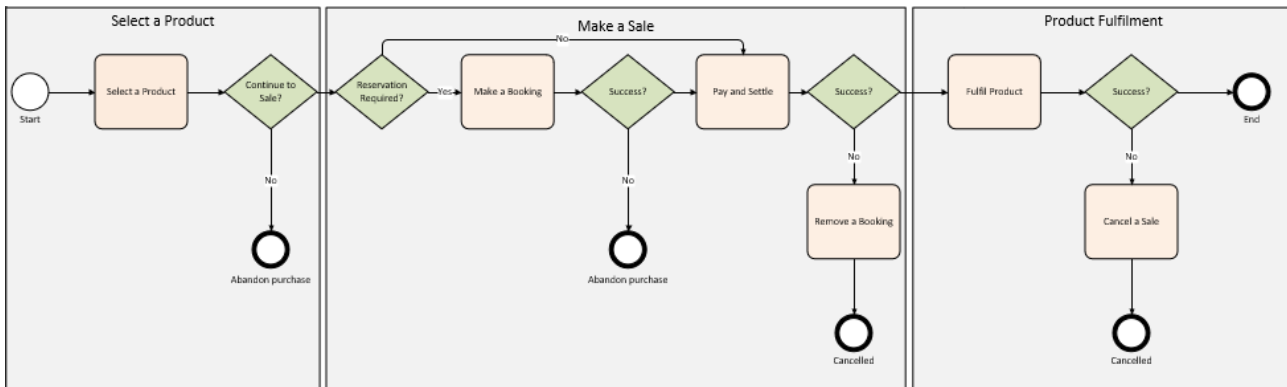 Select a Product
Make a Sale
Product Fulfilment
No
Start
Select a Product
Continue to
Sale?
Reservation
Required?
Yes
Make a Booking
Success?
Pay and Settle
Success?
Fulfil Product
Success?
End
No
No
No
No
Abandon purchase
Abandon purchase
Remove a Booking
Cancel a Sale
Cancelled
Cancelled